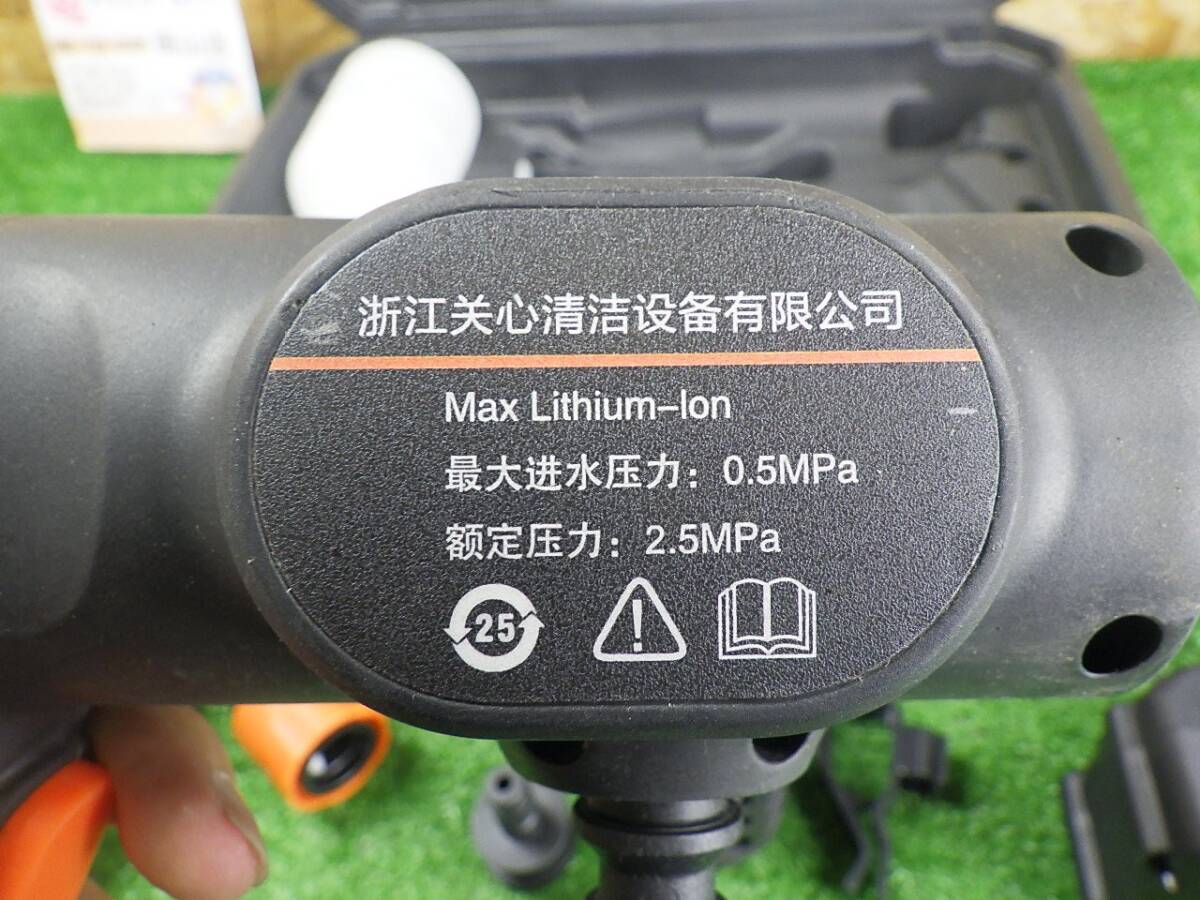 浙江关心清洁设备有限公司
Max Lithium-Ion
最大进水压力：0.5MPa
额定压力：2.5MPa
25